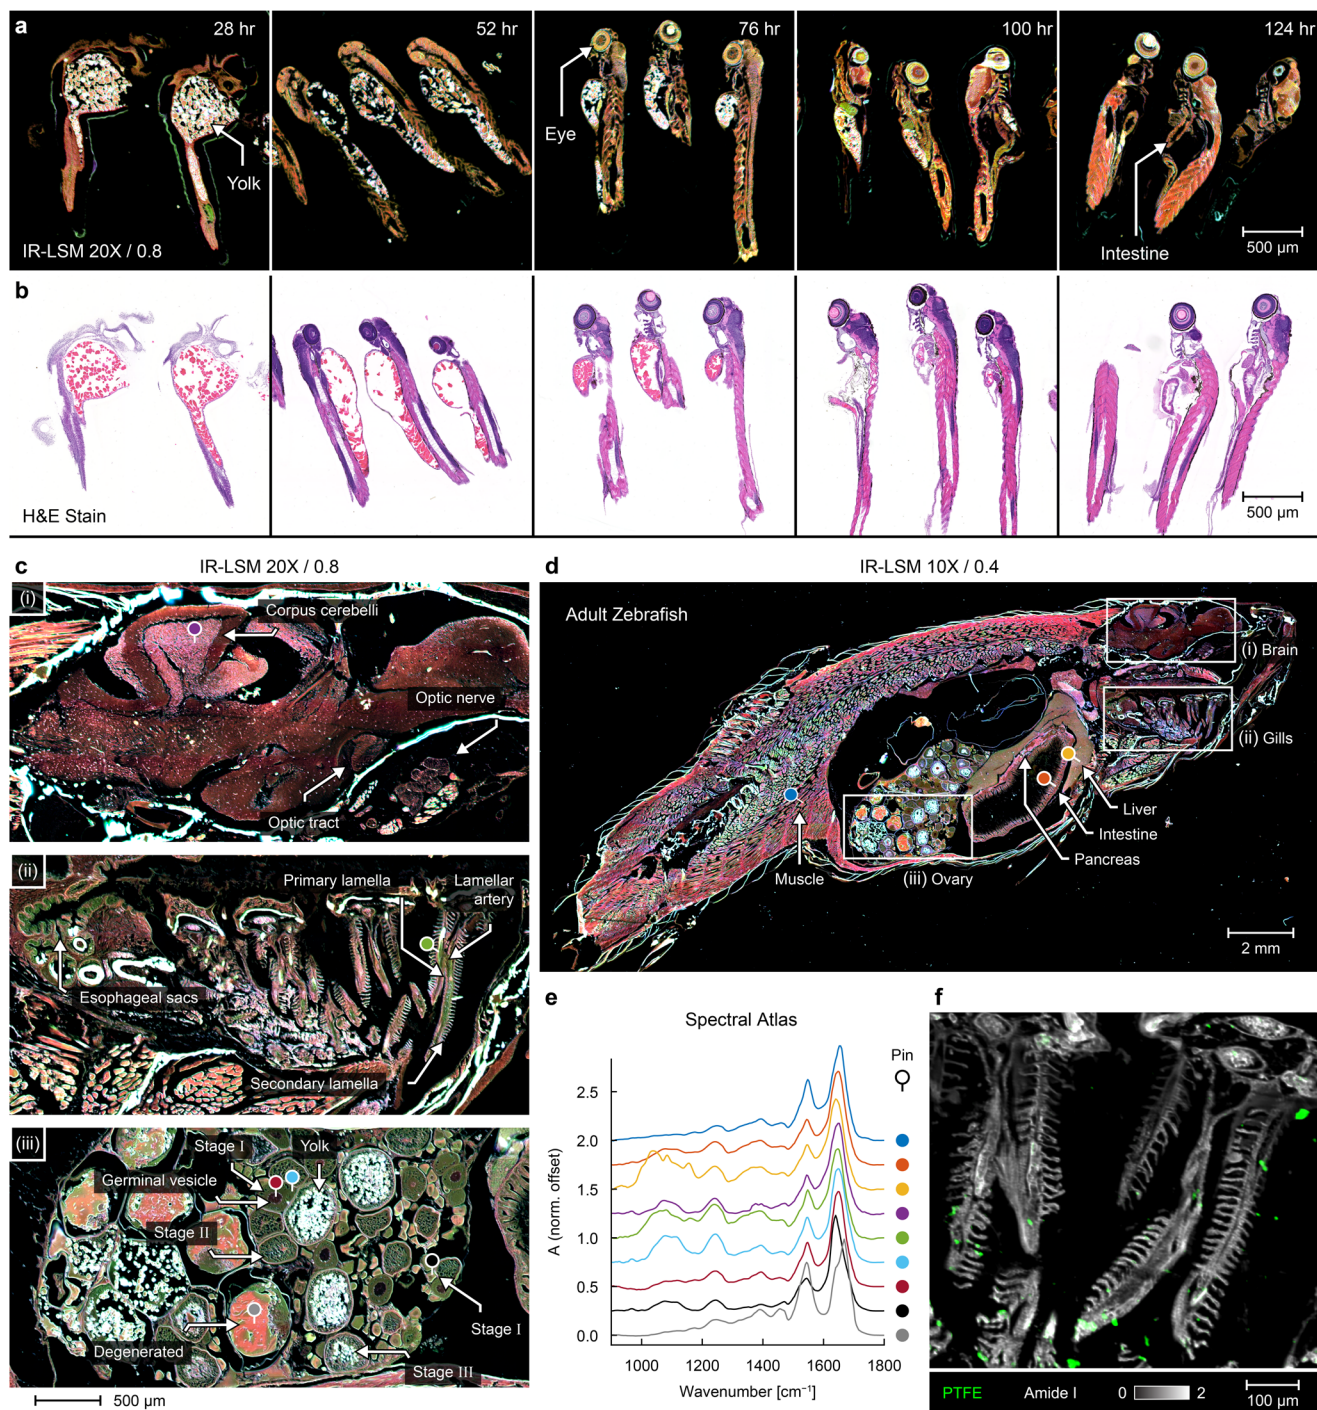 a
28 hr
52 hr
76 hr
100 hr
124 hr
Yolk
Eye
Intestine
IR-LSM 20X / 0.8
500 µm
b
H&E Stain
500 µm
c
IR-LSM 20X / 0.8
(i)
Corpus cerebelli
Optic nerve
Optic tract
(ii)
Primary lamella
Lamellar
artery
Esophageal sacs
Secondary lamella
(iii)
Stage I
Yolk
Germinal vesicle
Stage II
Stage I
Degenerated
Stage III
500 µm
d
IR-LSM 10X / 0.4
Adult Zebrafish
(i) Brain
(ii) Gills
Liver
Intestine
Pancreas
Muscle
(iii) Ovary
2 mm
e
Spectral Atlas
Pin
A (norm. offset)
2.5
2.0
1.5
1.0
0.5
0.0
1000
1200
1400
1600
1800
Wavenumber [cm⁻¹]
f
PTFE
Amide I
0
2
100 µm